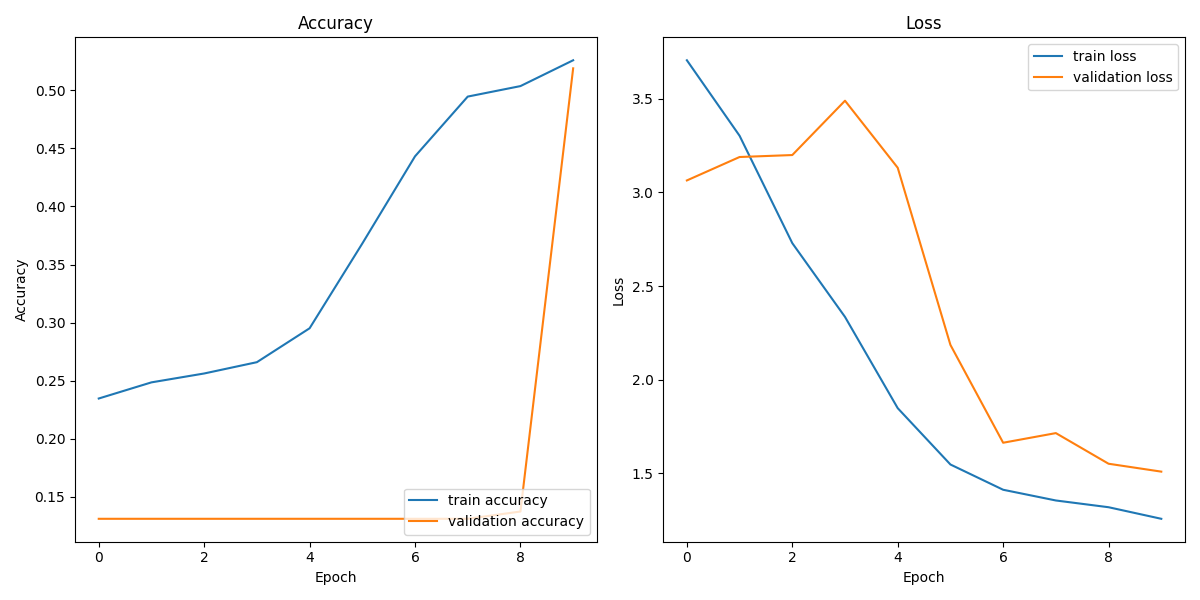 Accuracy
0.50
0.45
0.40
0.35
0.30
0.25
0.20
0.15
Accuracy
train accuracy
validation accuracy
0 2 4 6 8
Epoch
Loss
3.5
3.0
2.5
2.0
1.5
Loss
train loss
validation loss
0 2 4 6 8
Epoch